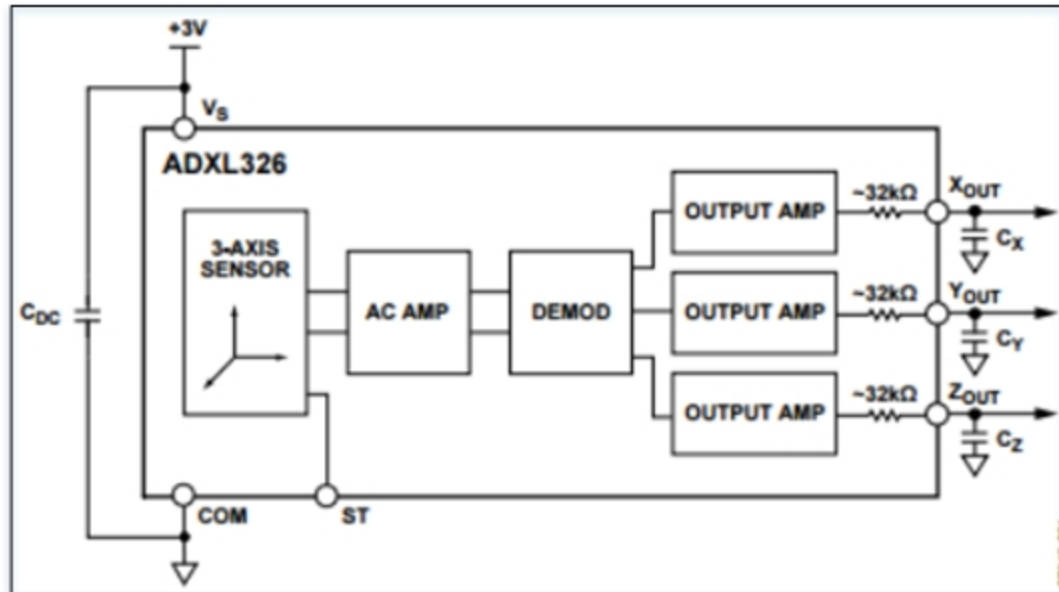 +3V
VS
ADXL326
3-AXIS
SENSOR
AC AMP
DEMOD
OUTPUT AMP
~32kΩ
XOUT
CX
OUTPUT AMP
~32kΩ
YOUT
CY
OUTPUT AMP
~32kΩ
ZOUT
CZ
CDC
COM
ST